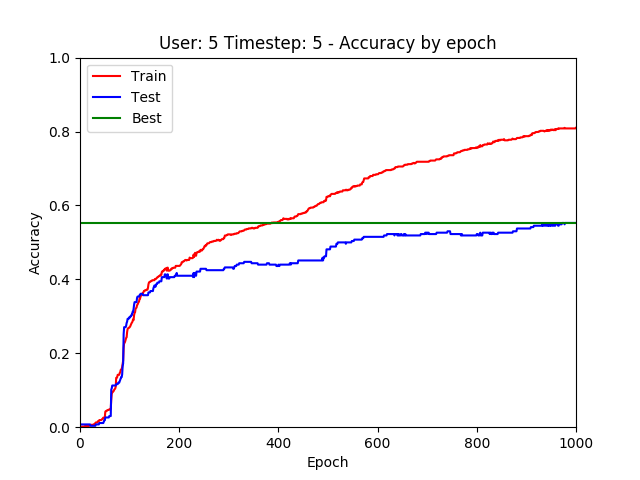 User: 5 Timestep: 5 - Accuracy by epoch
Train
Test
Best
1.0
0.8
0.6
0.4
0.2
0.0
Accuracy
0 200 400 600 800 1000
Epoch